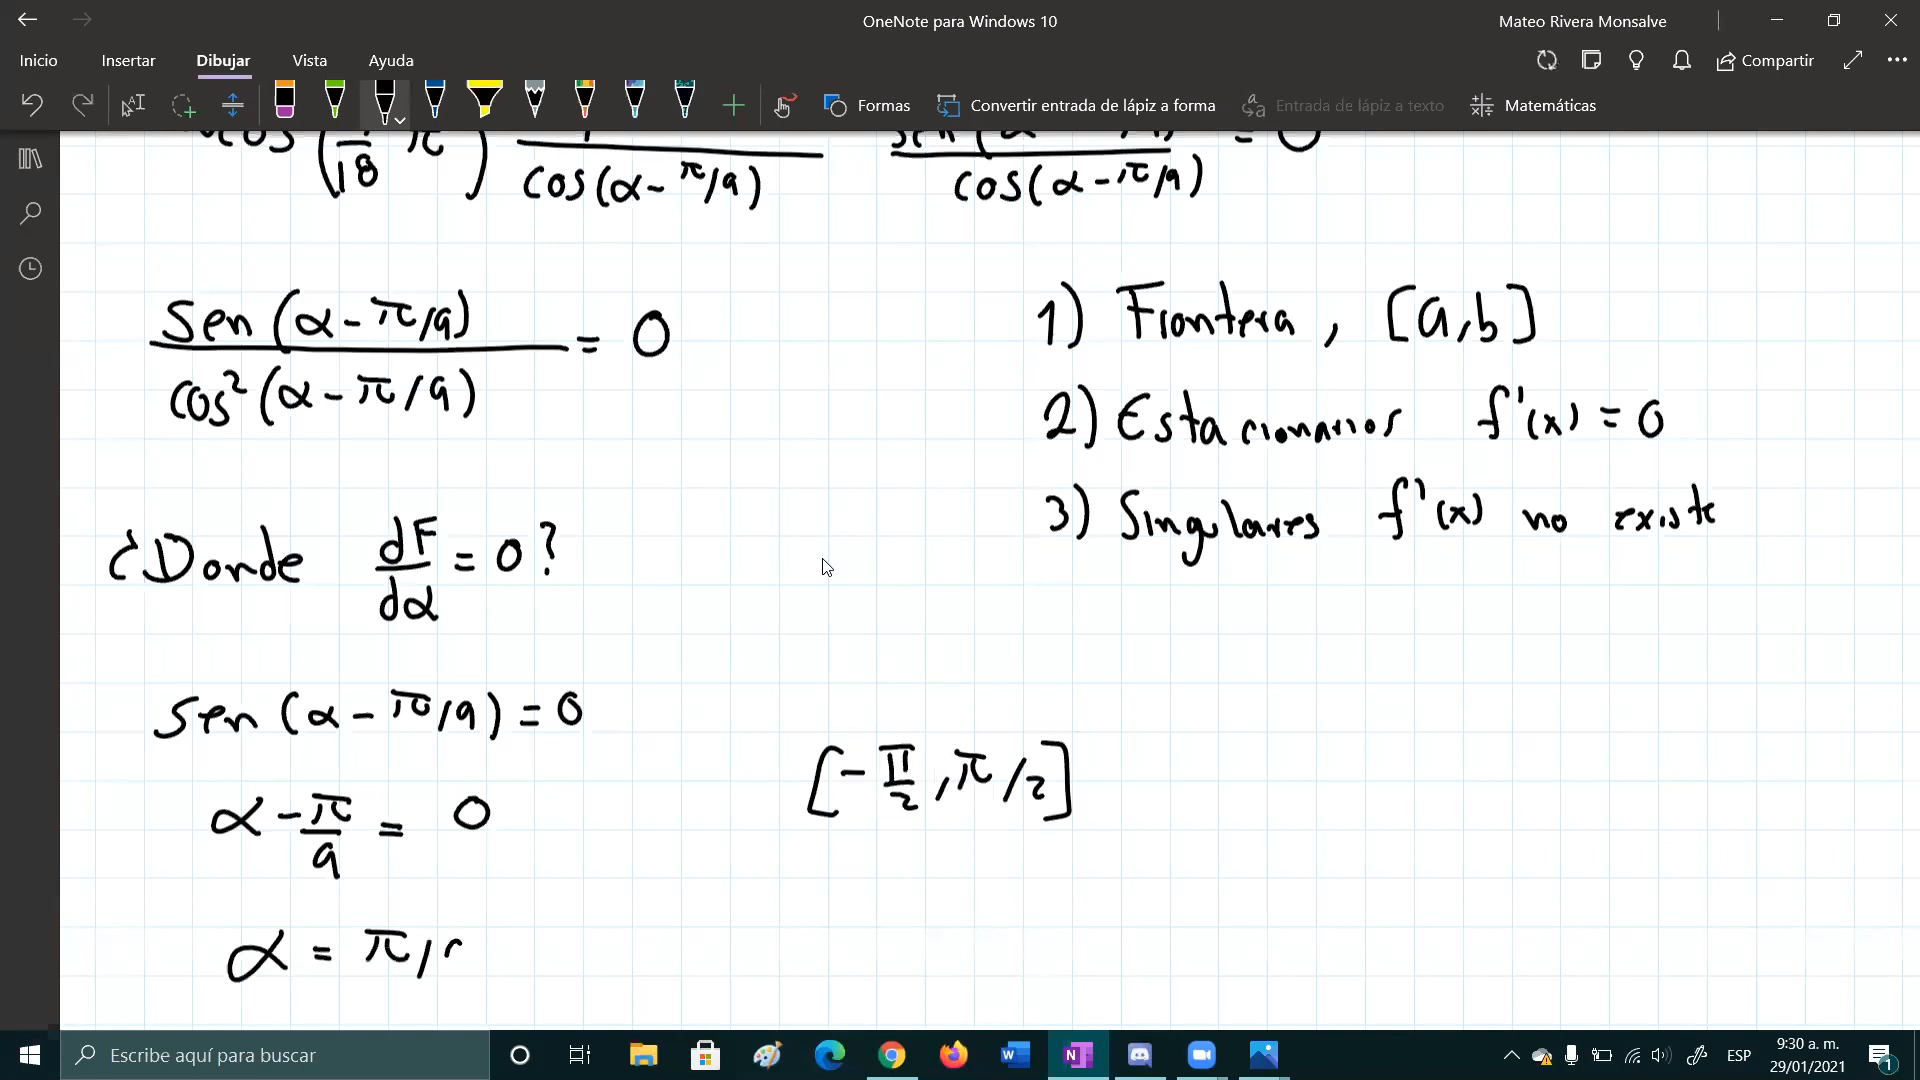 OneNote para Windows 10
Mateo Rivera Monsalve
Inicio Insertar Dibujar Vista Ayuda
Compartir
Formas Convertir entrada de lápiz a forma Entrada de lápiz a texto Matemáticas
18 π ) cos(α-π/9)
cos(α-π/9) = 0
Sen(α-π/9)
cos²(α-π/9) = 0
1) Frontera, [a,b]
2) Estacionarios f'(x) = 0
3) Singulares f'(x) no existe
¿Donde dF/dα = 0?
Sen(α-π/9) = 0
α - π/9 = 0
[-π/2, π/2]
α = π/
Escribe aquí para buscar
ESP
9:30 a. m.
29/01/2021
1